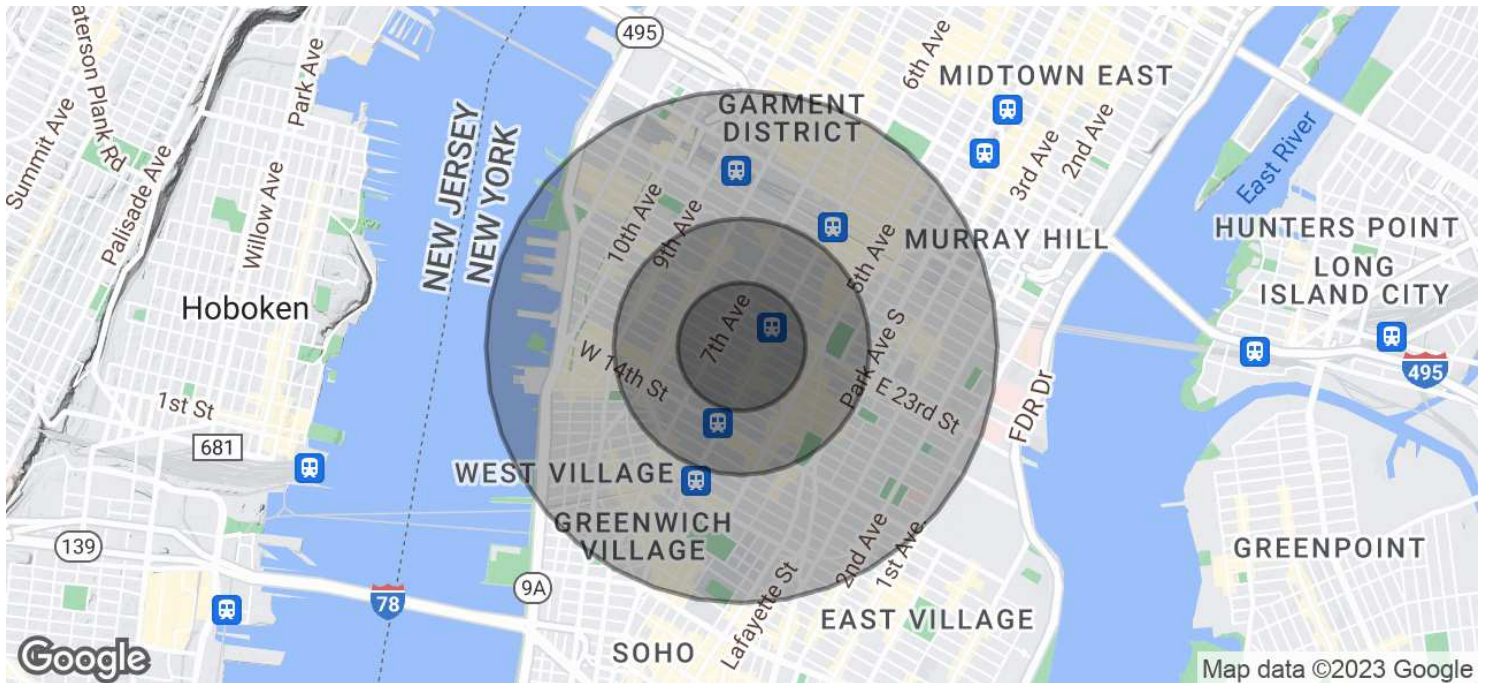 495
6th Ave
MIDTOWN EAST
aterson Plank Rd
Park Ave
GARMENT
DISTRICT
NEW JERSEY
NEW YORK
2nd Ave
3rd Ave
East River
Summit Ave
Palisade Ave
Willow Ave
10th Ave
9th Ave
5th Ave
MURRAY HILL
HUNTERS POINT
LONG
ISLAND CITY
Hoboken
7th Ave
W 14th St
Park Ave S
E 23rd St
FDR Dr
495
1st St
681
WEST VILLAGE
GREENWICH
VILLAGE
2nd Ave
1st Ave.
139
GREENPOINT
9A
78
Lafayette St
EAST VILLAGE
SOHO
Google
Map data ©2023 Google